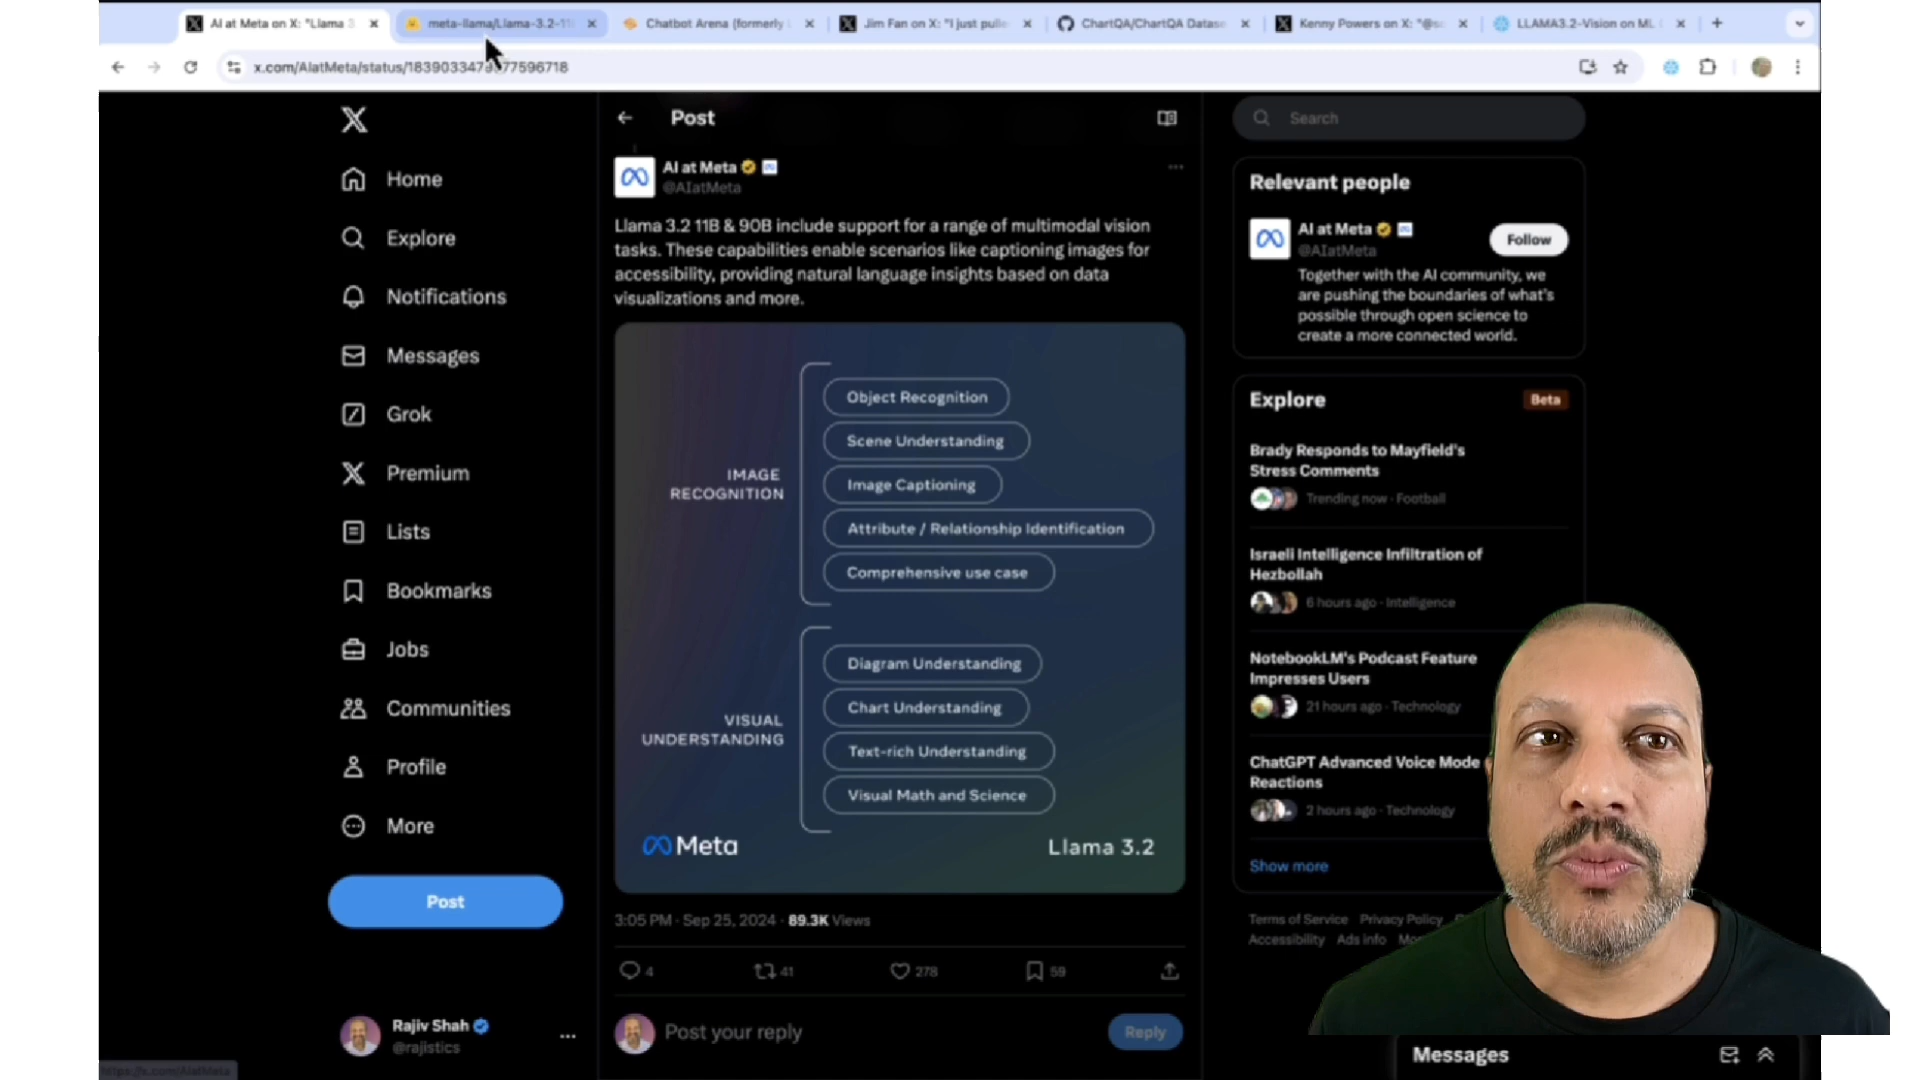 AI at Meta on X: "Llama 3
meta-llama/Llama-3.2-11
Chatbot Arena (formerly
Jim Fan on X: "I just pulle
ChartQA/ChartQA Datase
Kenny Powers on X: "@
LLAMA3.2-Vision on ML
x.com/AIatMeta/status/
Post
Search
Home
Explore
Notifications
Messages
Grok
Premium
Lists
Bookmarks
Jobs
Communities
Profile
More
Post
Rajiv Shah
@rajistics
https://x.com/AIatMeta
AI at Meta
@AIatMeta
Llama 3.2 11B & 90B include support for a range of multimodal vision
tasks. These capabilities enable scenarios like captioning images for
accessibility, providing natural language insights based on data
visualizations and more.
IMAGE
RECOGNITION
Object Recognition
Scene Understanding
Image Captioning
Attribute / Relationship Identification
Comprehensive use case
VISUAL
UNDERSTANDING
Diagram Understanding
Chart Understanding
Text-rich Understanding
Visual Math and Science
Meta
Llama 3.2
3:05 PM · Sep 25, 2024 · 89.3K Views
4
41
278
59
Post your reply
Reply
Relevant people
AI at Meta
@AIatMeta
Follow
Together with the AI community, we
are pushing the boundaries of what's
possible through open science to
create a more connected world.
Explore
Beta
Brady Responds to Mayfield's
Stress Comments
Trending now · Football
Israeli Intelligence Infiltration of
Hezbollah
6 hours ago · Intelligence
NotebookLM's Podcast Feature
Impresses Users
21 hours ago · Technology
ChatGPT Advanced Voice Mode
Reactions
2 hours ago · Technology
Show more
Terms of Service Privacy Policy
Accessibility Ads info
Messages